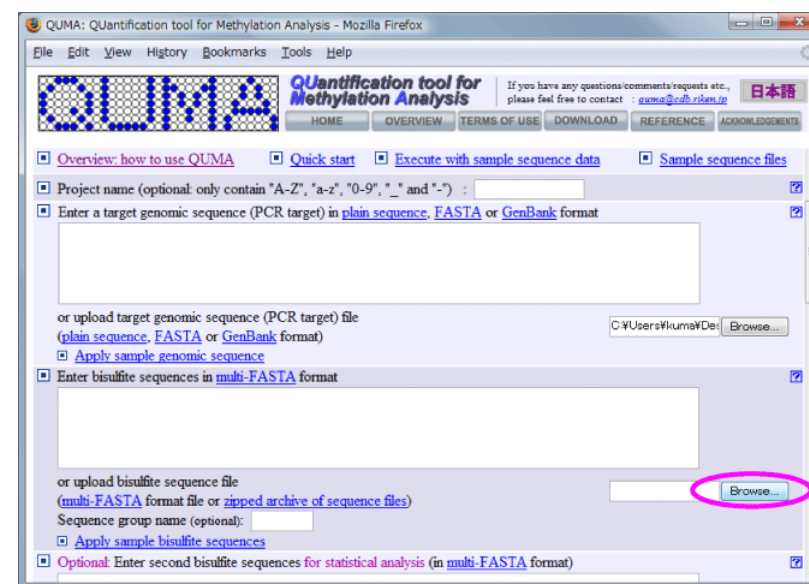 QUMA: QUantification tool for Methylation Analysis - Mozilla Firefox
File Edit View History Bookmarks Tools Help
QUMA
QUantification tool for
Methylation Analysis
If you have any questions/comments/requests etc.,
please feel free to contact : quma@cdb.riken.jp
日本語
HOME OVERVIEW TERMS OF USE DOWNLOAD REFERENCE ACKNOWLEDGEMENTS
Overview: how to use QUMA Quick start Execute with sample sequence data Sample sequence files
Project name (optional: only contain "A-Z", "a-z", "0-9", "_" and "-") :
Enter a target genomic sequence (PCR target) in plain sequence, FASTA or GenBank format
or upload target genomic sequence (PCR target) file
(plain sequence, FASTA or GenBank format)
C:¥Users¥kuma¥Des Browse...
Apply sample genomic sequence
Enter bisulfite sequences in multi-FASTA format
or upload bisulfite sequence file
(multi-FASTA format file or zipped archive of sequence files)
Browse...
Sequence group name (optional):
Apply sample bisulfite sequences
Optional: Enter second bisulfite sequences for statistical analysis (in multi-FASTA format)